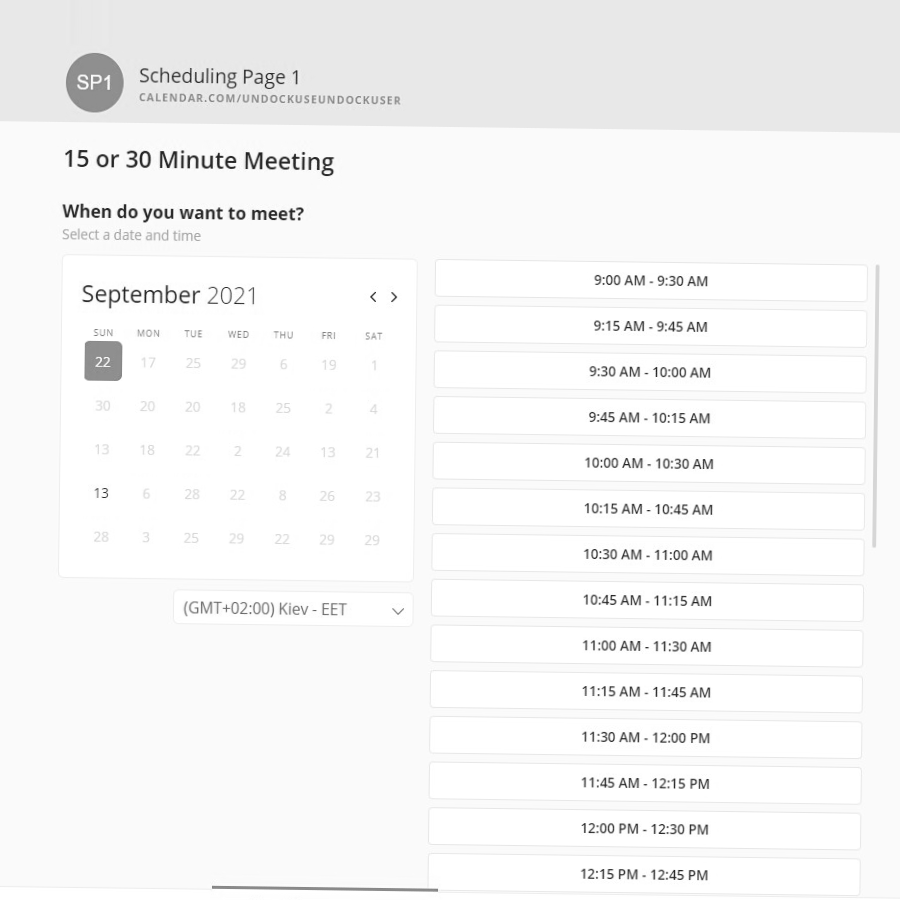 SP1
Scheduling Page 1
CALENDAR.COM/UNDOCKUSEUNDOCKUSER
15 or 30 Minute Meeting
When do you want to meet?
Select a date and time
September 2021
SUN MON TUE WED THU FRI SAT
22 17 25 29 6 19 1
30 20 20 18 25 2 4
13 18 22 2 24 13 21
13 6 28 22 8 26 23
28 3 25 29 22 29 29
(GMT+02:00) Kiev - EET
9:00 AM - 9:30 AM
9:15 AM - 9:45 AM
9:30 AM - 10:00 AM
9:45 AM - 10:15 AM
10:00 AM - 10:30 AM
10:15 AM - 10:45 AM
10:30 AM - 11:00 AM
10:45 AM - 11:15 AM
11:00 AM - 11:30 AM
11:15 AM - 11:45 AM
11:30 AM - 12:00 PM
11:45 AM - 12:15 PM
12:00 PM - 12:30 PM
12:15 PM - 12:45 PM